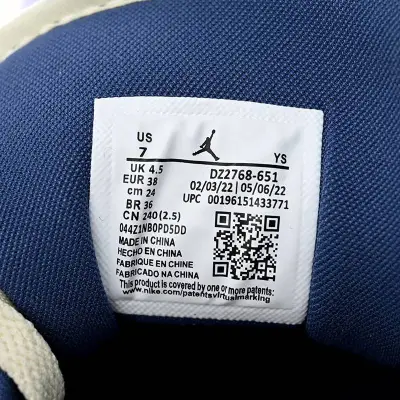 US
7 YS
UK 4.5 DZ2768-651
EUR 38 02/03/22 | 05/06/22
cm 24 UPC 00196151433771
BR 36
CN 240(2.5)
044Z1NB0PD5DD
MADE IN CHINA
HECHO EN CHINA
FABRIQUE EN CHINE
FABRICADO NA CHINA
This product is covered by one or more patents.
www.nike.com/patentsvirtualmarking